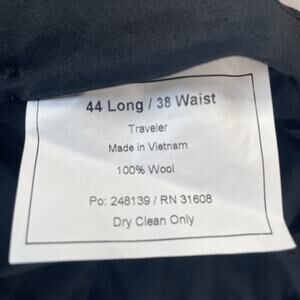 44 Long / 38 Waist
Traveler
Made in Vietnam
100% Wool
Po: 248139 / RN 31608
Dry Clean Only